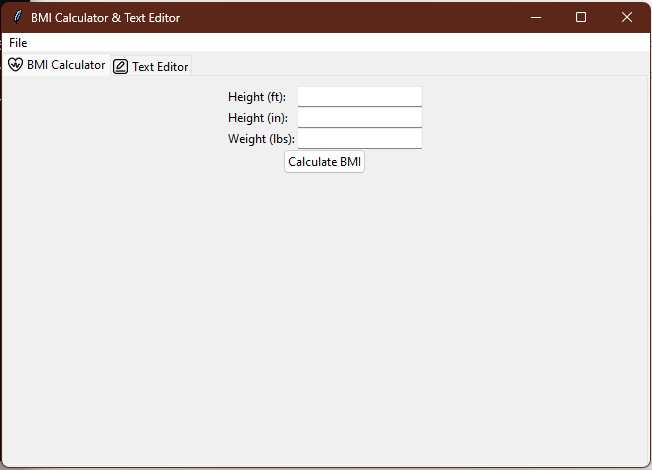 BMI Calculator & Text Editor
File
BMI Calculator Text Editor
Height (ft):
Height (in):
Weight (lbs):
Calculate BMI